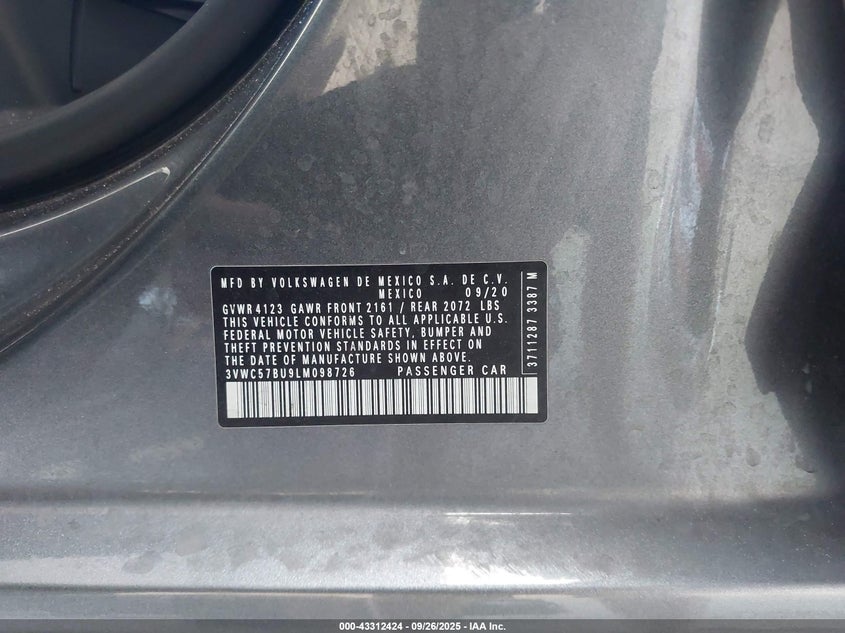 MFD BY VOLKSWAGEN DE MEXICO S.A. DE C.V.
MEXICO 09/20
GVWR 4123 GAWR FRONT 2161 / REAR 2072 LBS
THIS VEHICLE CONFORMS TO ALL APPLICABLE U.S.
FEDERAL MOTOR VEHICLE SAFETY, BUMPER AND
THEFT PREVENTION STANDARDS IN EFFECT ON
THE DATE OF MANUFACTURE SHOWN ABOVE.
3VWC57BU9LM098726 PASSENGER CAR
3711287 3387 M
000-43312424 - 09/26/2025 - IAA Inc.